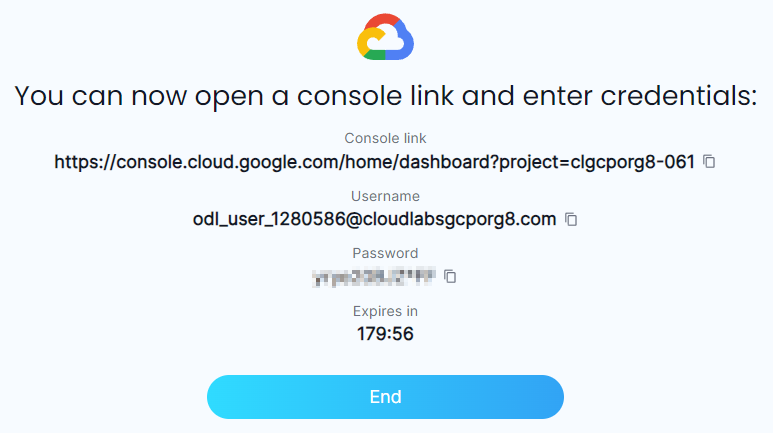 You can now open a console link and enter credentials:
Console link
https://console.cloud.google.com/home/dashboard?project=clgcporg8-061
Username
odl_user_1280586@cloudlabsgcporg8.com
Password
Expires in
179:56
End